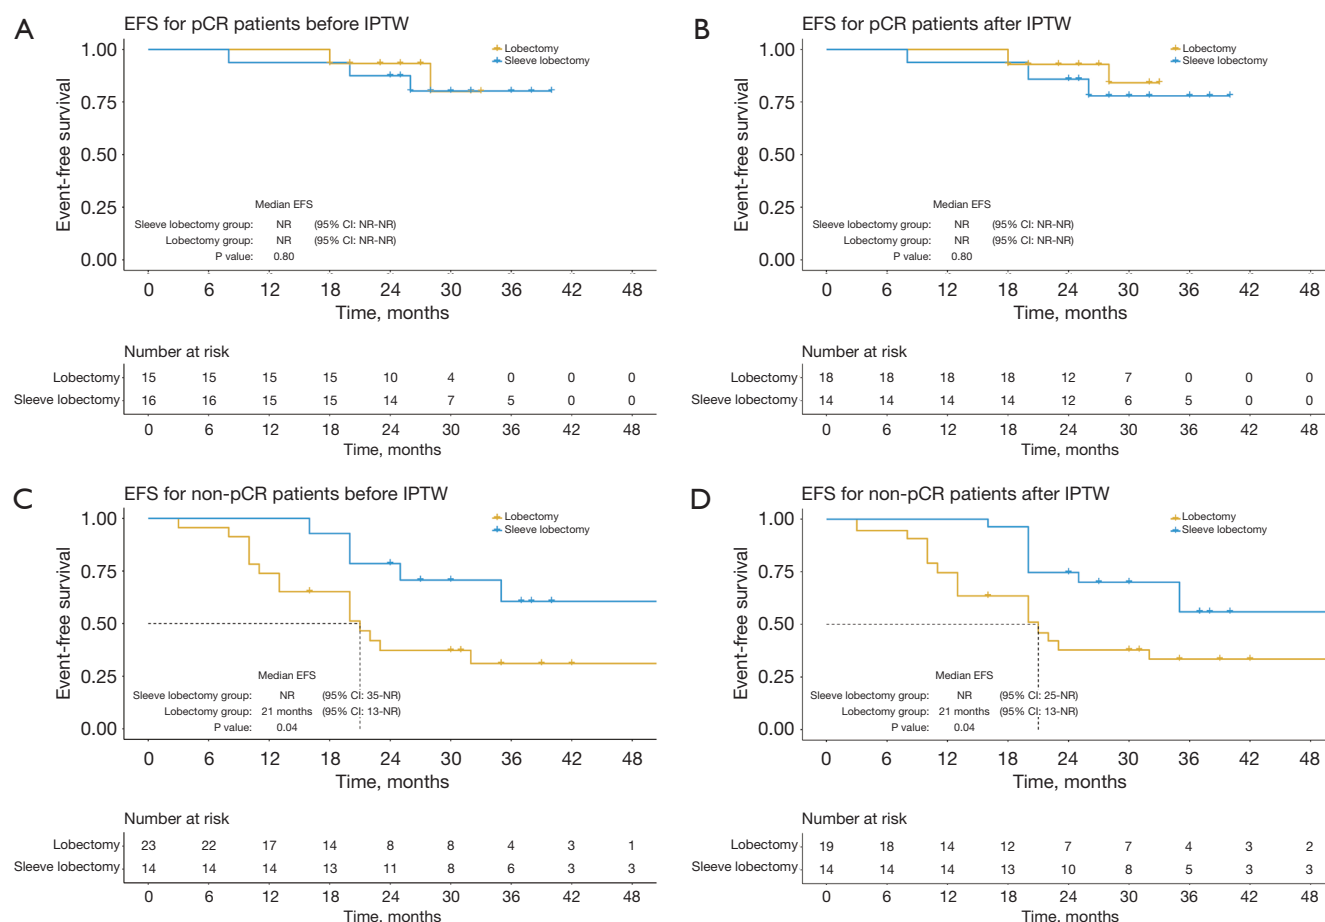 A
EFS for pCR patients before IPTW
1.00
0.75
0.50
0.25
0.00
Event-free survival
Lobectomy
Sleeve lobectomy
Median EFS
Sleeve lobectomy group: NR (95% CI: NR-NR)
Lobectomy group: NR (95% CI: NR-NR)
P value: 0.80
0 6 12 18 24 30 36 42 48
Time, months
Number at risk
Lobectomy 15 15 15 15 10 4 0 0 0
Sleeve lobectomy 16 16 15 15 14 7 5 0 0
0 6 12 18 24 30 36 42 48
Time, months
B
EFS for pCR patients after IPTW
1.00
0.75
0.50
0.25
0.00
Event-free survival
Lobectomy
Sleeve lobectomy
Median EFS
Sleeve lobectomy group: NR (95% CI: NR-NR)
Lobectomy group: NR (95% CI: NR-NR)
P value: 0.80
0 6 12 18 24 30 36 42 48
Time, months
Number at risk
Lobectomy 18 18 18 18 12 7 0 0 0
Sleeve lobectomy 14 14 14 14 12 6 5 0 0
0 6 12 18 24 30 36 42 48
Time, months
C
EFS for non-pCR patients before IPTW
1.00
0.75
0.50
0.25
0.00
Event-free survival
Lobectomy
Sleeve lobectomy
Median EFS
Sleeve lobectomy group: NR (95% CI: 35-NR)
Lobectomy group: 21 months (95% CI: 13-NR)
P value: 0.04
0 6 12 18 24 30 36 42 48
Time, months
Number at risk
Lobectomy 23 22 17 14 8 8 4 3 1
Sleeve lobectomy 14 14 14 13 11 8 6 3 3
0 6 12 18 24 30 36 42 48
Time, months
D
EFS for non-pCR patients after IPTW
1.00
0.75
0.50
0.25
0.00
Event-free survival
Lobectomy
Sleeve lobectomy
Median EFS
Sleeve lobectomy group: NR (95% CI: 25-NR)
Lobectomy group: 21 months (95% CI: 13-NR)
P value: 0.04
0 6 12 18 24 30 36 42 48
Time, months
Number at risk
Lobectomy 19 18 14 12 7 7 4 3 2
Sleeve lobectomy 14 14 14 13 10 8 5 3 3
0 6 12 18 24 30 36 42 48
Time, months